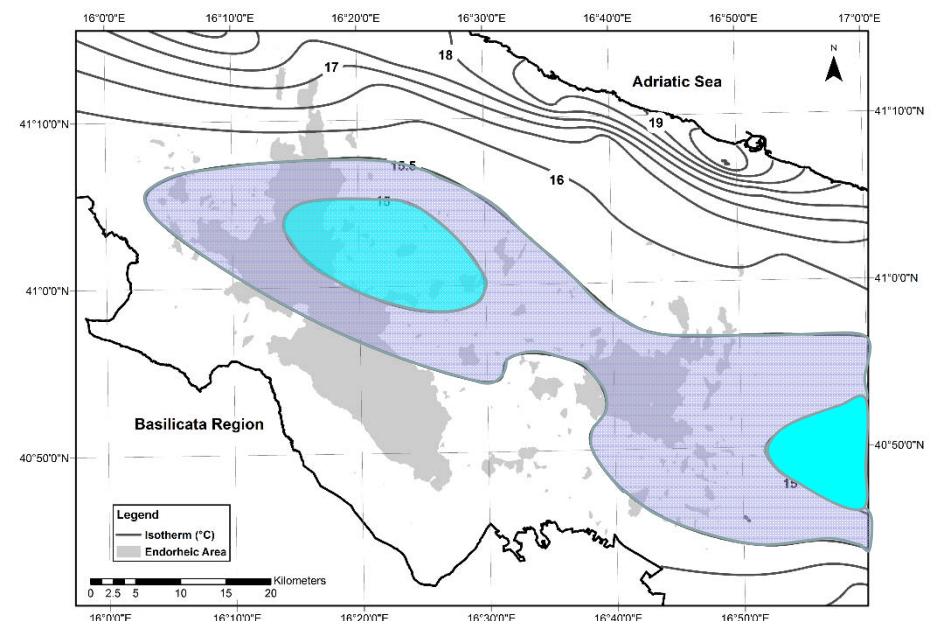 16°0'0"E 16°10'0"E 16°20'0"E 16°30'0"E 16°40'0"E 16°50'0"E 17°0'0"E
18
N
17
Adriatic Sea
41°10'0"N
41°10'0"N
19
15.5
16
15
41°0'0"N
41°0'0"N
Basilicata Region
40°50'0"N
40°50'0"N
15
Legend
Isotherm (°C)
Endorheic Area
Kilometers
0 2.5 5 10 15 20
16°0'0"E 16°10'0"E 16°20'0"E 16°30'0"E 16°40'0"E 16°50'0"E